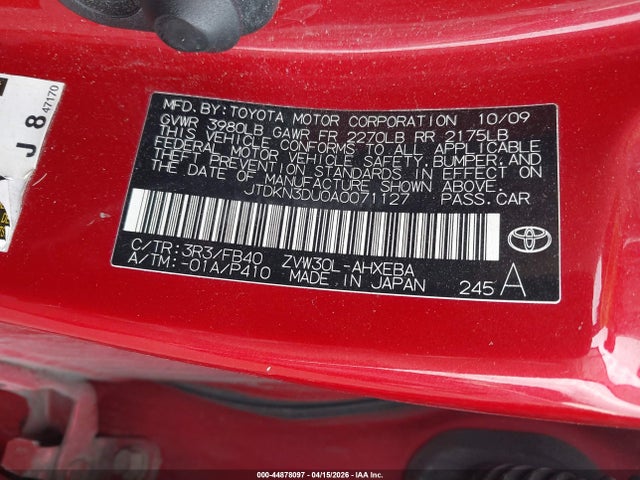 J 8
47170
MFD. BY: TOYOTA MOTOR CORPORATION 10/09
GVWR 3980LB GAWR FR 2270LB RR 2175LB
THIS VEHICLE CONFORMS TO ALL APPLICABLE
FEDERAL MOTOR VEHICLE SAFETY, BUMPER, AND
THEFT PREVENTION STANDARDS IN EFFECT ON
THE DATE OF MANUFACTURE SHOWN ABOVE.
JTDKN3DU0A0071127 PASS. CAR
C/TR: 3R3/FB40 ZVW30L-AHXEBA
A/TM: -01A/P410 MADE IN JAPAN 245 A
TOYOTA
000-44878097 - 04/15/2026 - IAA Inc.